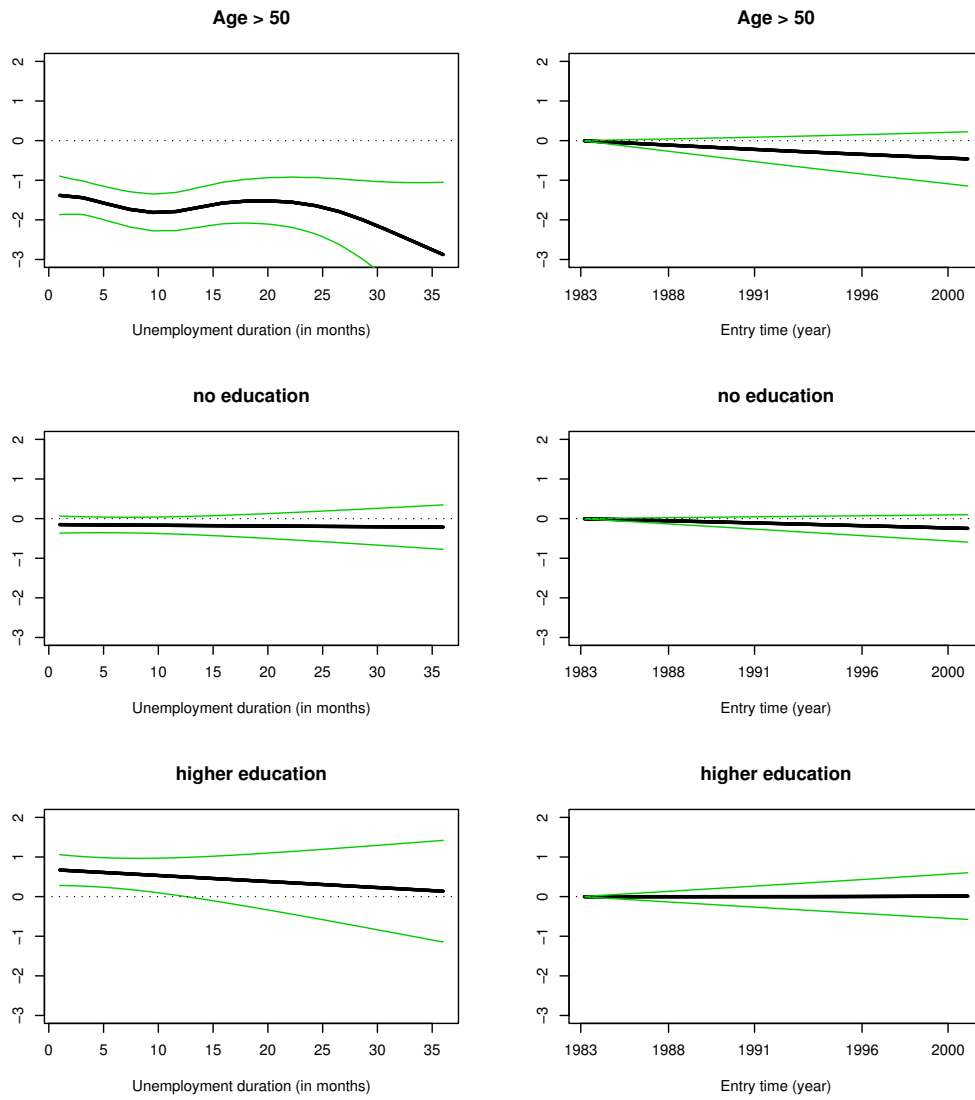 Age > 50
Age > 50
2
1
0
−1
−2
−3
0 5 10 15 20 25 30 35
Unemployment duration (in months)
2
1
0
−1
−2
−3
1983 1988 1991 1996 2000
Entry time (year)
no education
no education
2
1
0
−1
−2
−3
0 5 10 15 20 25 30 35
Unemployment duration (in months)
2
1
0
−1
−2
−3
1983 1988 1991 1996 2000
Entry time (year)
higher education
higher education
2
1
0
−1
−2
−3
0 5 10 15 20 25 30 35
Unemployment duration (in months)
2
1
0
−1
−2
−3
1983 1988 1991 1996 2000
Entry time (year)